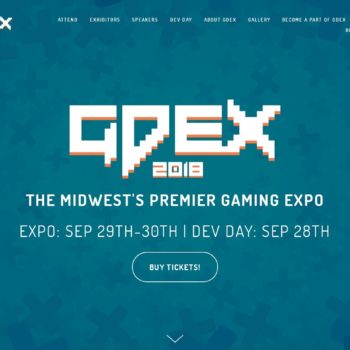 EX
ATTEND EXHIBITORS SPEAKERS DEV DAY ABOUT GDEX GALLERY BECOME A PART OF GDEX
GDEX
2018
THE MIDWEST'S PREMIER GAMING EXPO
EXPO: SEP 29TH-30TH | DEV DAY: SEP 28TH
BUY TICKETS!